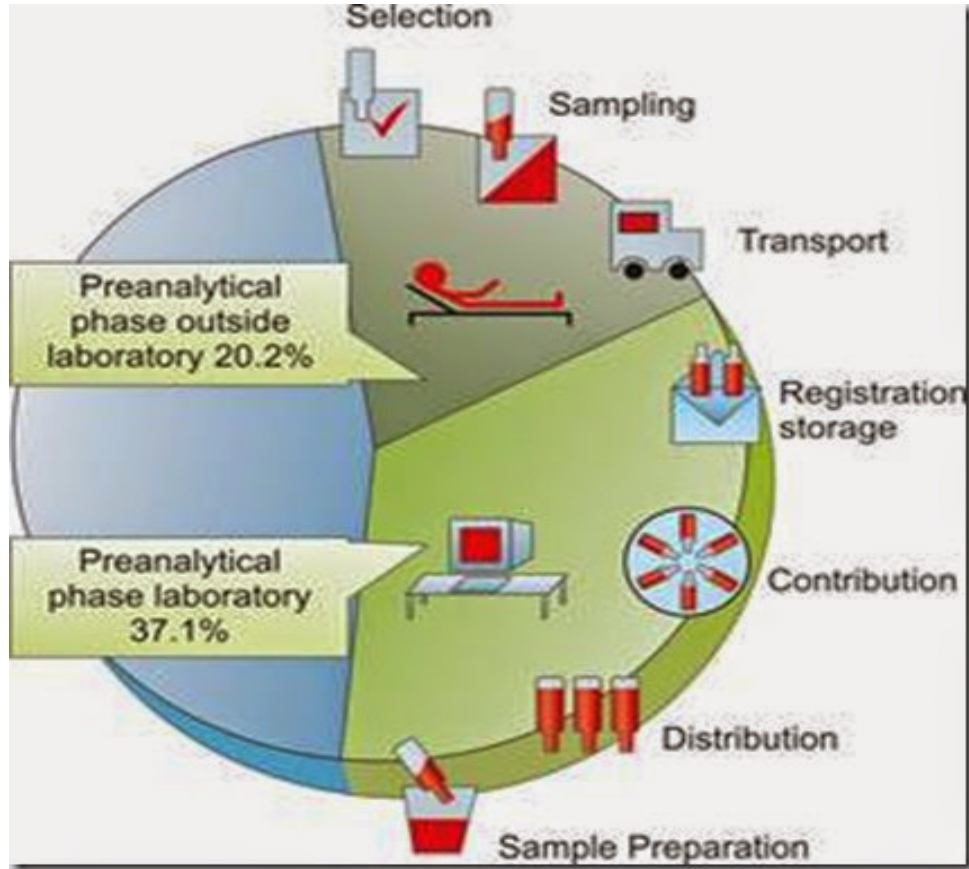 Selection
Sampling
Transport
Preanalytical
phase outside
laboratory 20.2%
Registration
storage
Preanalytical
phase laboratory
37.1%
Contribution
Distribution
Sample Preparation